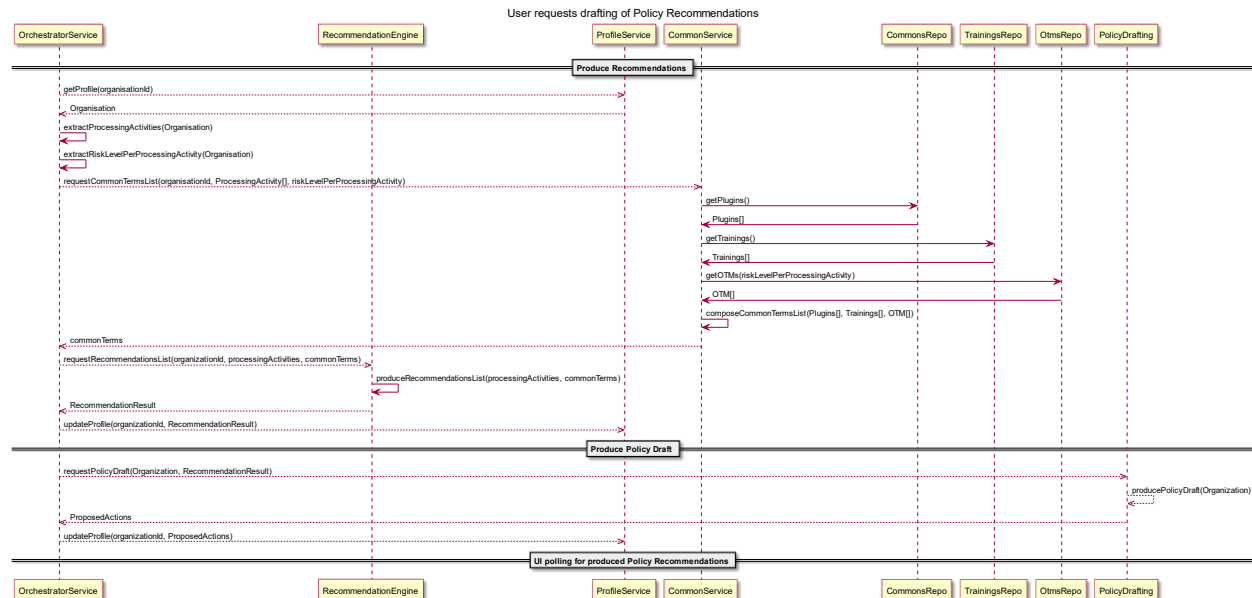 User requests drafting of Policy Recommendations
OrchestratorService
RecommendationEngine
ProfileService
CommonService
CommonsRepo
TrainingsRepo
OtmsRepo
PolicyDrafting
Produce Recommendations
getProfile(organisationId)
Organisation
extractProcessingActivities(Organisation)
extractRiskLevelPerProcessingActivity(Organisation)
requestCommonTermsList(organisationId, ProcessingActivity[], riskLevelPerProcessingActivity)
getPlugins()
Plugins[]
getTrainings()
Trainings[]
getOTMs(riskLevelPerProcessingActivity)
OTM[]
composeCommonTermsList(Plugins[], Trainings[], OTM[])
commonTerms
requestRecommendationsList(organizationId, processingActivities, commonTerms)
produceRecommendationsList(processingActivities, commonTerms)
RecommendationResult
updateProfile(organizationId, RecommendationResult)
Produce Policy Draft
requestPolicyDraft(Organization, RecommendationResult)
producePolicyDraft(Organization)
ProposedActions
updateProfile(organizationId, ProposedActions)
UI polling for produced Policy Recommendations
OrchestratorService
RecommendationEngine
ProfileService
CommonService
CommonsRepo
TrainingsRepo
OtmsRepo
PolicyDrafting